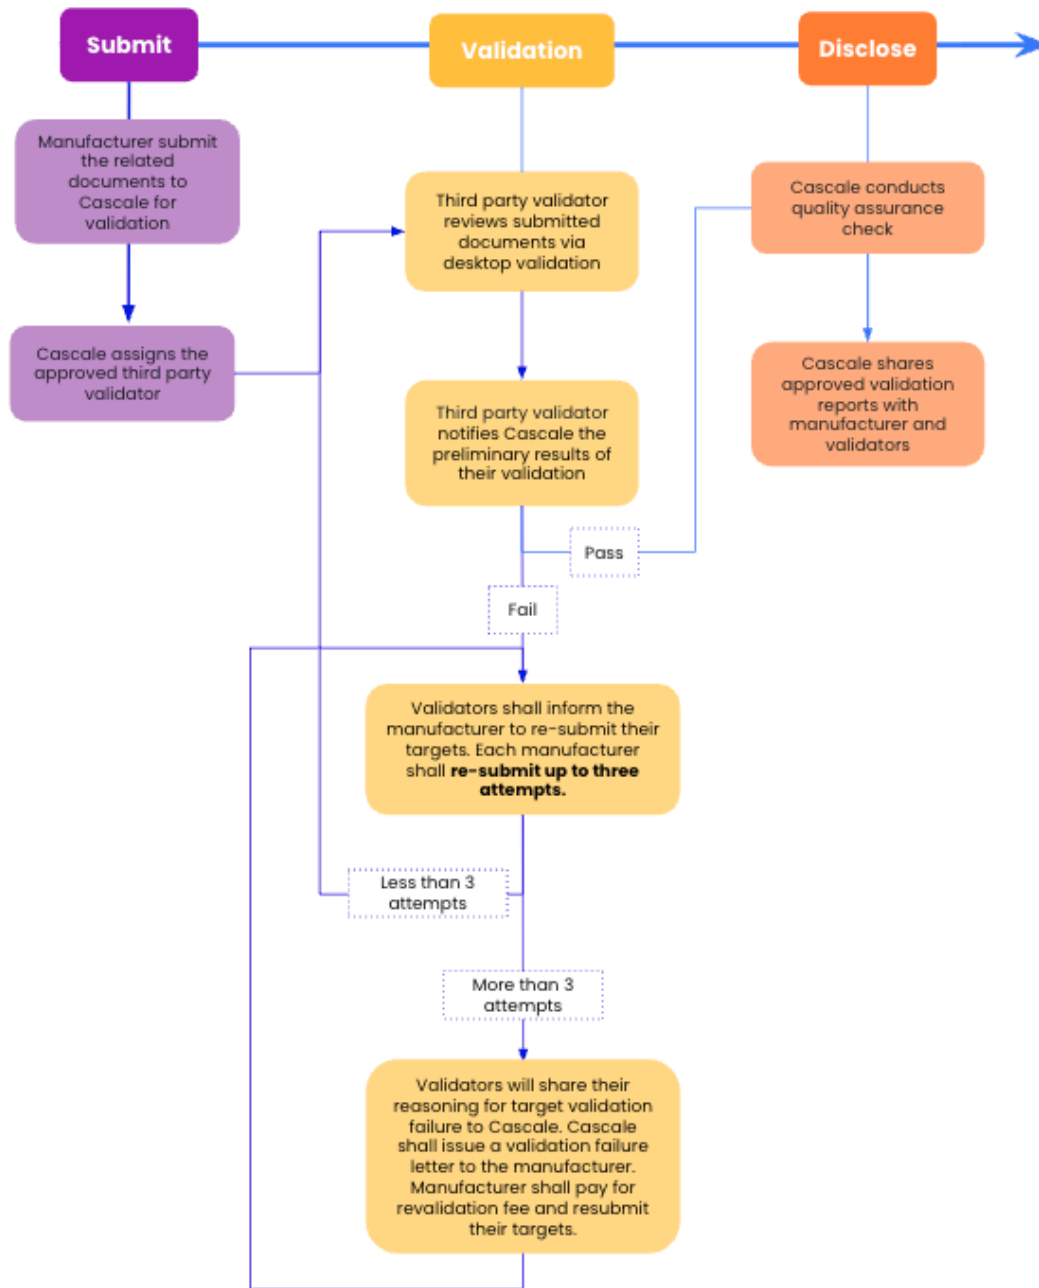 Submit
Validation
Disclose
Manufacturer submit
the related
documents to
Cascale for
validation
Cascale assigns the
approved third party
validator
Third party validator
reviews submitted
documents via
desktop validation
Third party validator
notifies Cascale the
preliminary results of
their validation
Cascale conducts
quality assurance
check
Cascale shares
approved validation
reports with
manufacturer and
validators
Pass
Fail
Validators shall inform the
manufacturer to re-submit their
targets. Each manufacturer
shall re-submit up to three
attempts.
Less than 3
attempts
More than 3
attempts
Validators will share their
reasoning for target validation
failure to Cascale. Cascale
shall issue a validation failure
letter to the manufacturer.
Manufacturer shall pay for
revalidation fee and resubmit
their targets.